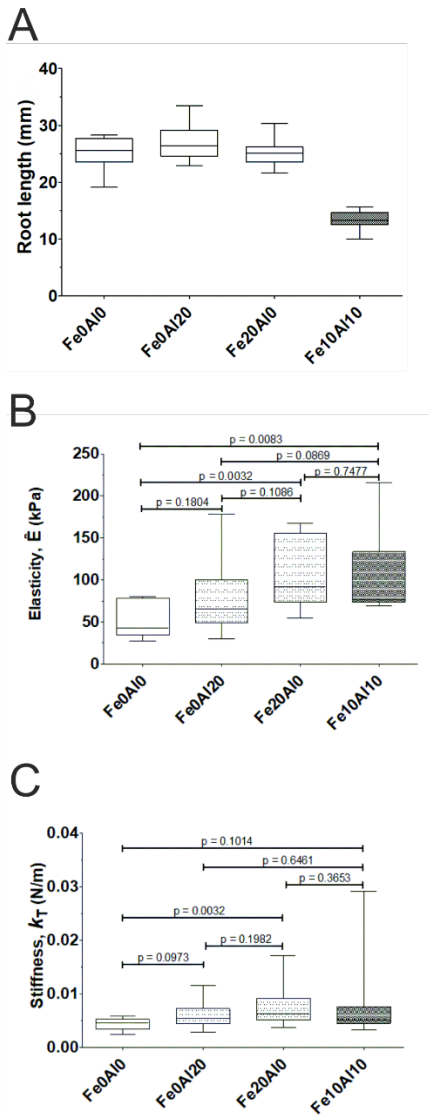 A
Root length (mm)
40
30
20
10
0
Fe0Al0
Fe0Al20
Fe20Al0
Fe10Al10
B
Elasticity, Ê (kPa)
250
200
150
100
50
0
p = 0.0083
p = 0.0869
p = 0.0032
p = 0.7477
p = 0.1804
p = 0.1086
Fe0Al0
Fe0Al20
Fe20Al0
Fe10Al10
C
Stiffness, kT (N/m)
0.04
0.03
0.02
0.01
0.00
p = 0.1014
p = 0.6461
p = 0.3653
p = 0.0032
p = 0.1982
p = 0.0973
Fe0Al0
Fe0Al20
Fe20Al0
Fe10Al10